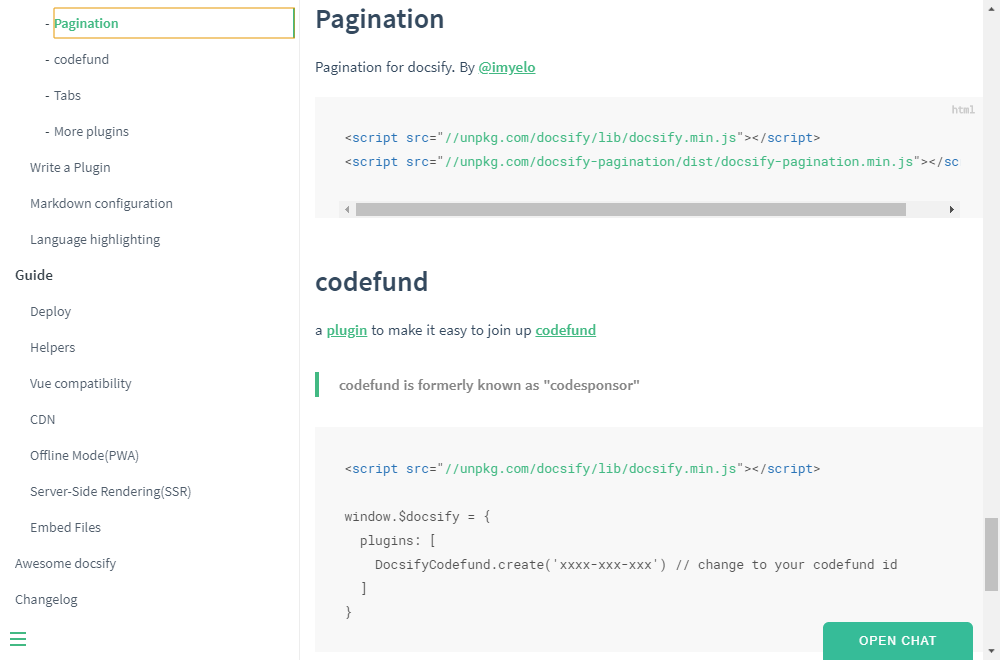 - Pagination
- codefund
- Tabs
- More plugins
Write a Plugin
Markdown configuration
Language highlighting
Guide
Deploy
Helpers
Vue compatibility
CDN
Offline Mode(PWA)
Server-Side Rendering(SSR)
Embed Files
Awesome docsify
Changelog
Pagination
Pagination for docsify. By @imyelo
html
<script src="//unpkg.com/docsify/lib/docsify.min.js"></script>
<script src="//unpkg.com/docsify-pagination/dist/docsify-pagination.min.js"></sc
codefund
a plugin to make it easy to join up codefund
codefund is formerly known as "codesponsor"
<script src="//unpkg.com/docsify/lib/docsify.min.js"></script>
window.$docsify = {
  plugins: [
    DocsifyCodefund.create('xxxx-xxx-xxx') // change to your codefund id
  ]
}
OPEN CHAT